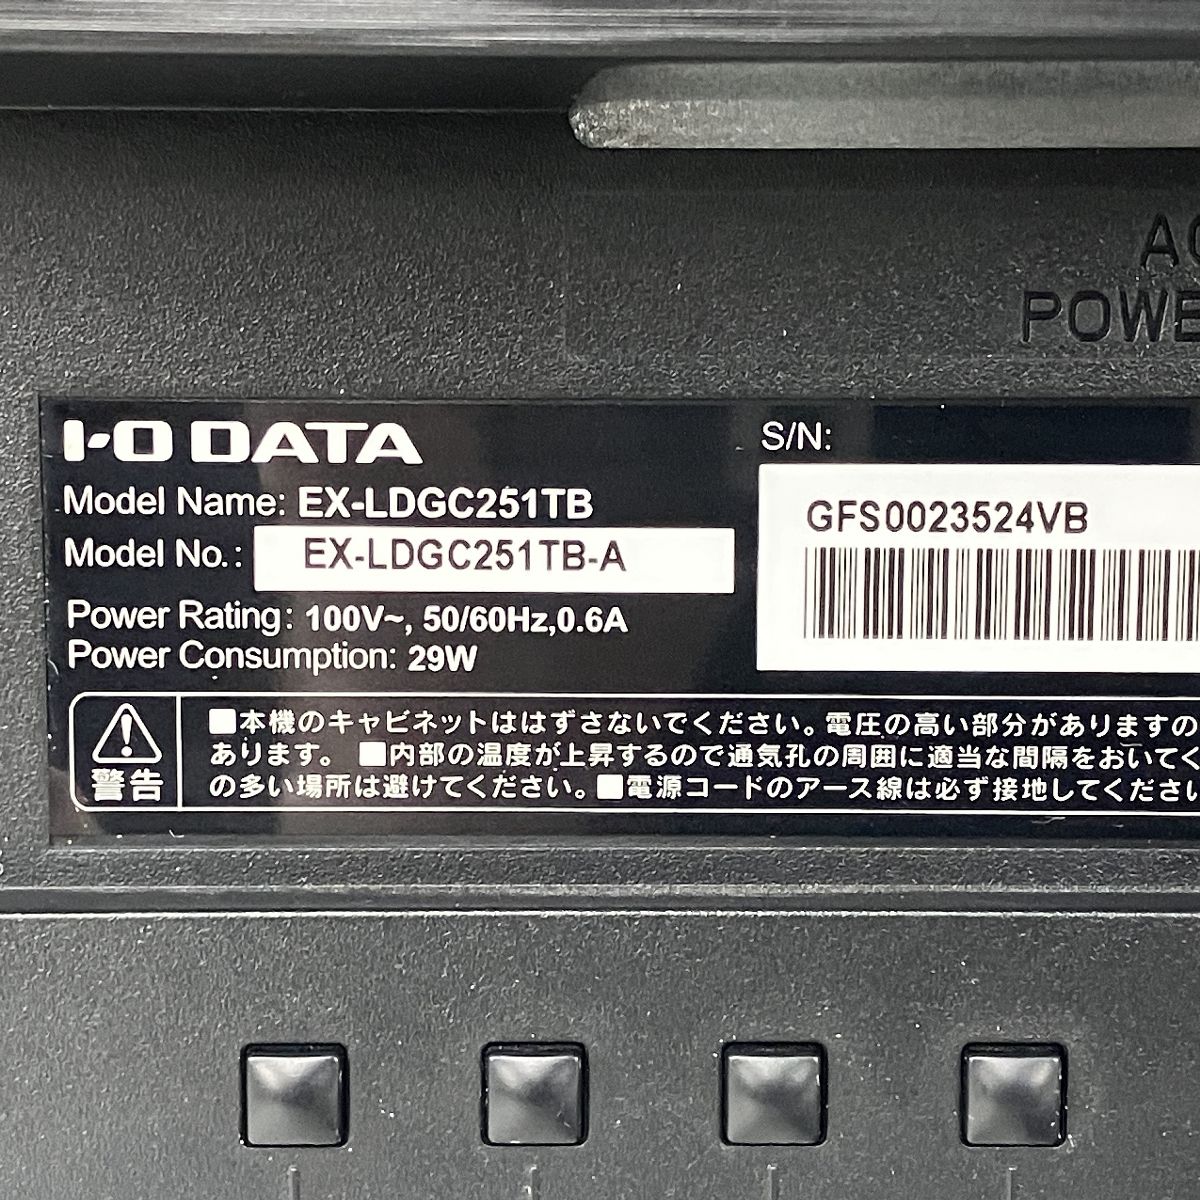 AC
POWE
I-O DATA
Model Name: EX-LDGC251TB
Model No.: EX-LDGC251TB-A
Power Rating: 100V~, 50/60Hz,0.6A
Power Consumption: 29W
S/N:
GFS0023524VB
警告
■本機のキャビネットははずさないでください。電圧の高い部分がありますの
あります。 ■内部の温度が上昇するので通気孔の周囲に適当な間隔をおいてく
の多い場所は避けてください。■電源コードのアース線は必ず接地してくださ